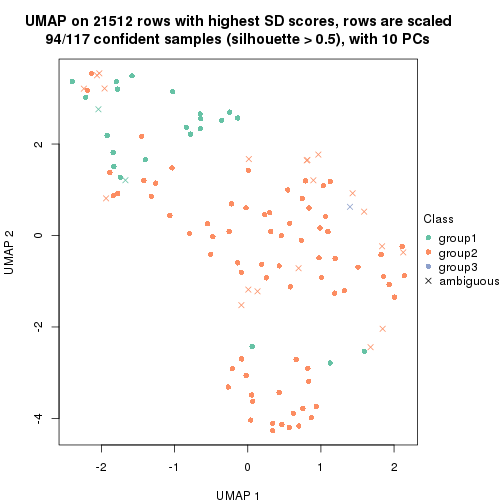 UMAP on 21512 rows with highest SD scores, rows are scaled
94/117 confident samples (silhouette > 0.5), with 10 PCs
Class
group1
group2
group3
ambiguous
2
0
-2
-4
UMAP 2
-2
-1
0
1
2
UMAP 1